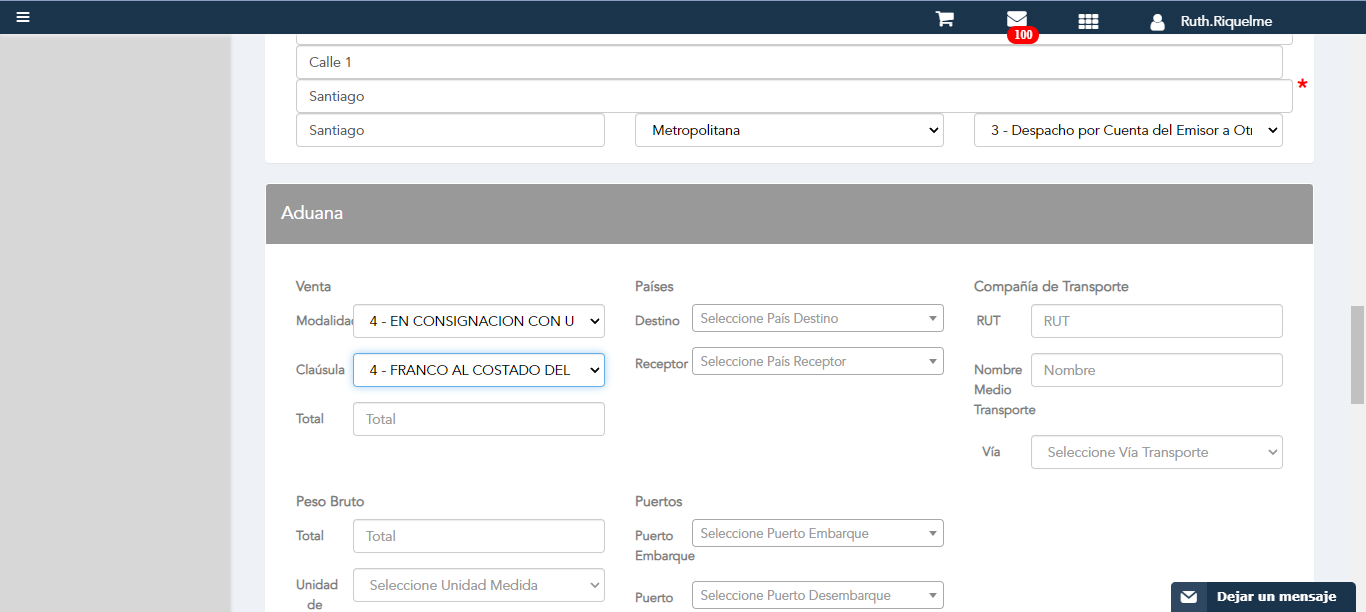 Ruth.Riquelme
100
Calle 1
Santiago
*
Santiago
Metropolitana
3 - Despacho por Cuenta del Emisor a Otr
Aduana
Venta
Modalidad
4 - EN CONSIGNACION CON U
Claúsula
4 - FRANCO AL COSTADO DEL
Total
Total
Países
Destino
Seleccione País Destino
Receptor
Seleccione País Receptor
Compañía de Transporte
RUT
RUT
Nombre
Medio
Transporte
Nombre
Vía
Seleccione Vía Transporte
Peso Bruto
Total
Total
Unidad
de
Seleccione Unidad Medida
Puertos
Puerto
Embarque
Seleccione Puerto Embarque
Puerto
Seleccione Puerto Desembarque
Dejar un mensaje